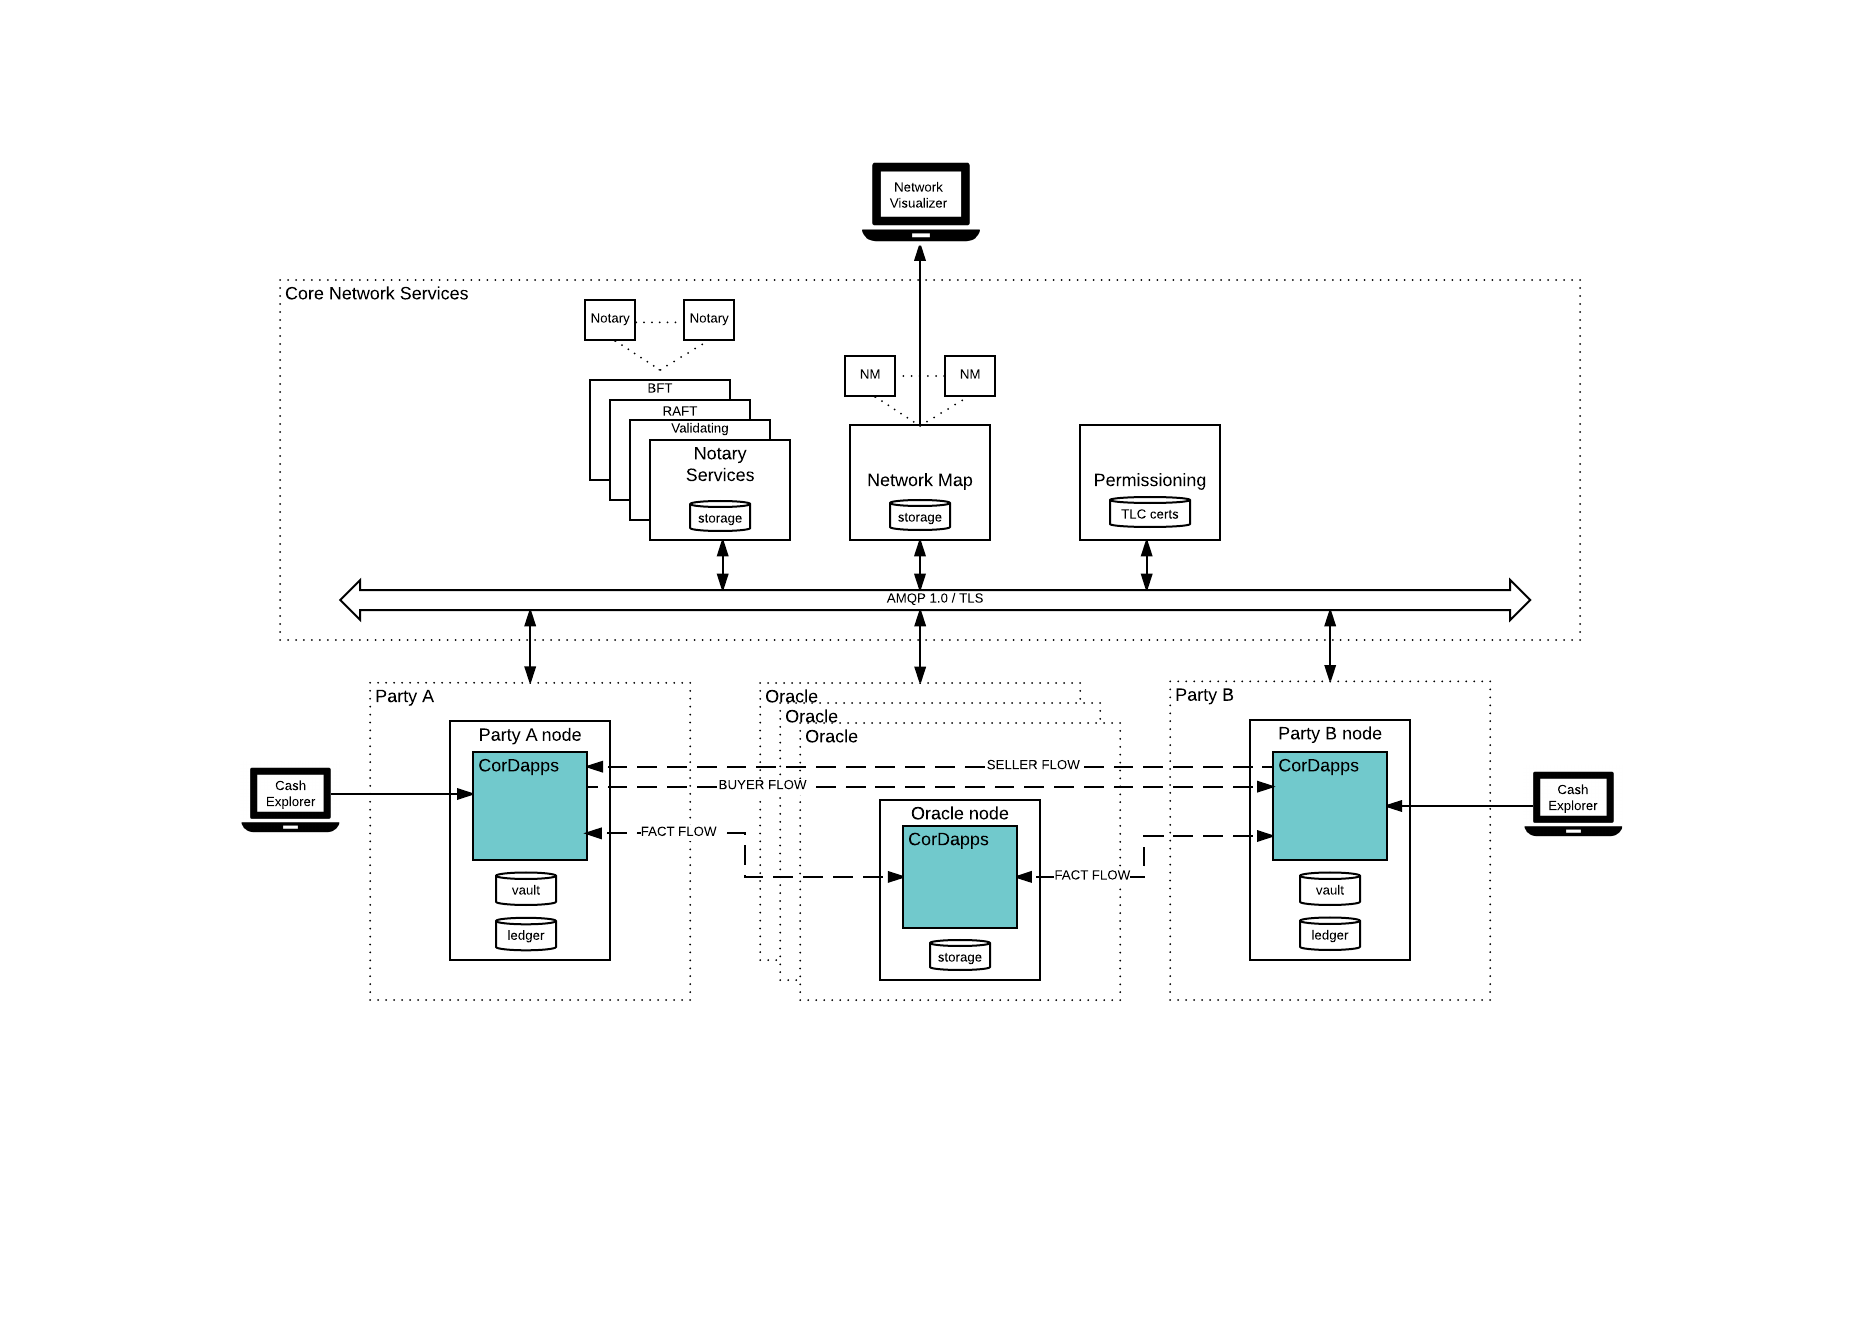 Network
Visualizer
Core Network Services
Notary
Notary
BFT
RAFT
Validating
Notary
Services
storage
NM
NM
Network Map
storage
Permissioning
TLC certs
AMQP 1.0 / TLS
Party A
Party A node
CorDapps
vault
ledger
Cash
Explorer
Oracle
Oracle
Oracle
SELLER FLOW
BUYER FLOW
FACT FLOW
Oracle node
CorDapps
FACT FLOW
storage
Party B
Party B node
CorDapps
vault
ledger
Cash
Explorer